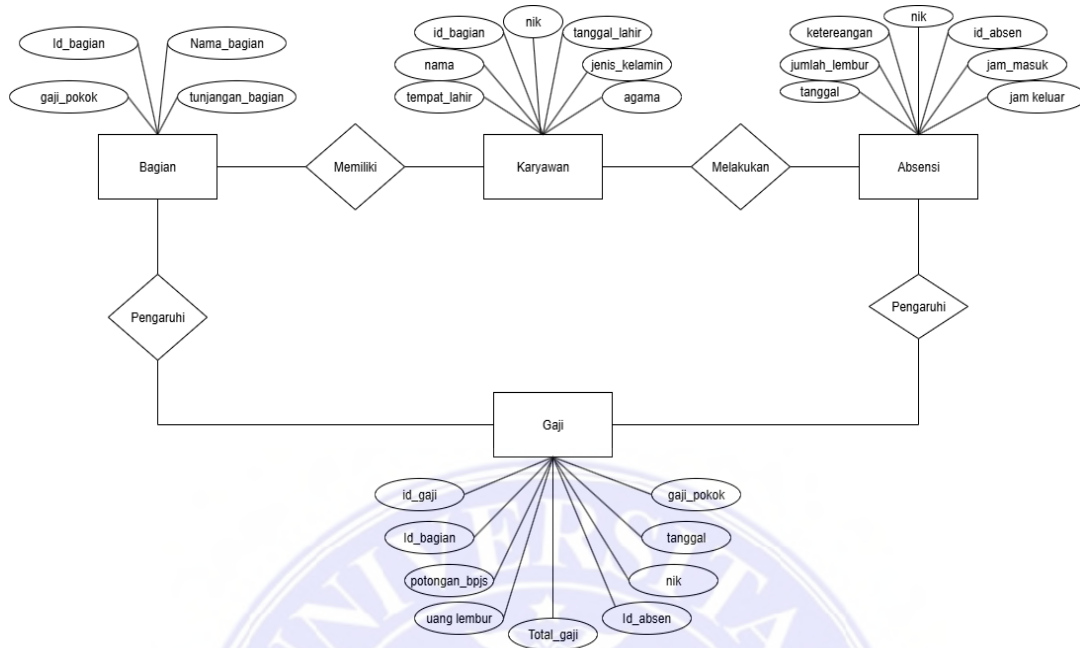 Id_bagian
Nama_bagian
gaji_pokok
tunjangan_bagian
Bagian
Memiliki
id_bagian
nik
tanggal_lahir
nama
jenis_kelamin
tempat_lahir
agama
Karyawan
Melakukan
nik
ketereangan
id_absen
jumlah_lembur
jam_masuk
tanggal
jam keluar
Absensi
Pengaruhi
Pengaruhi
Gaji
id_gaji
gaji_pokok
Id_bagian
tanggal
potongan_bpjs
nik
uang lembur
Id_absen
Total_gaji
UNIVERSITA